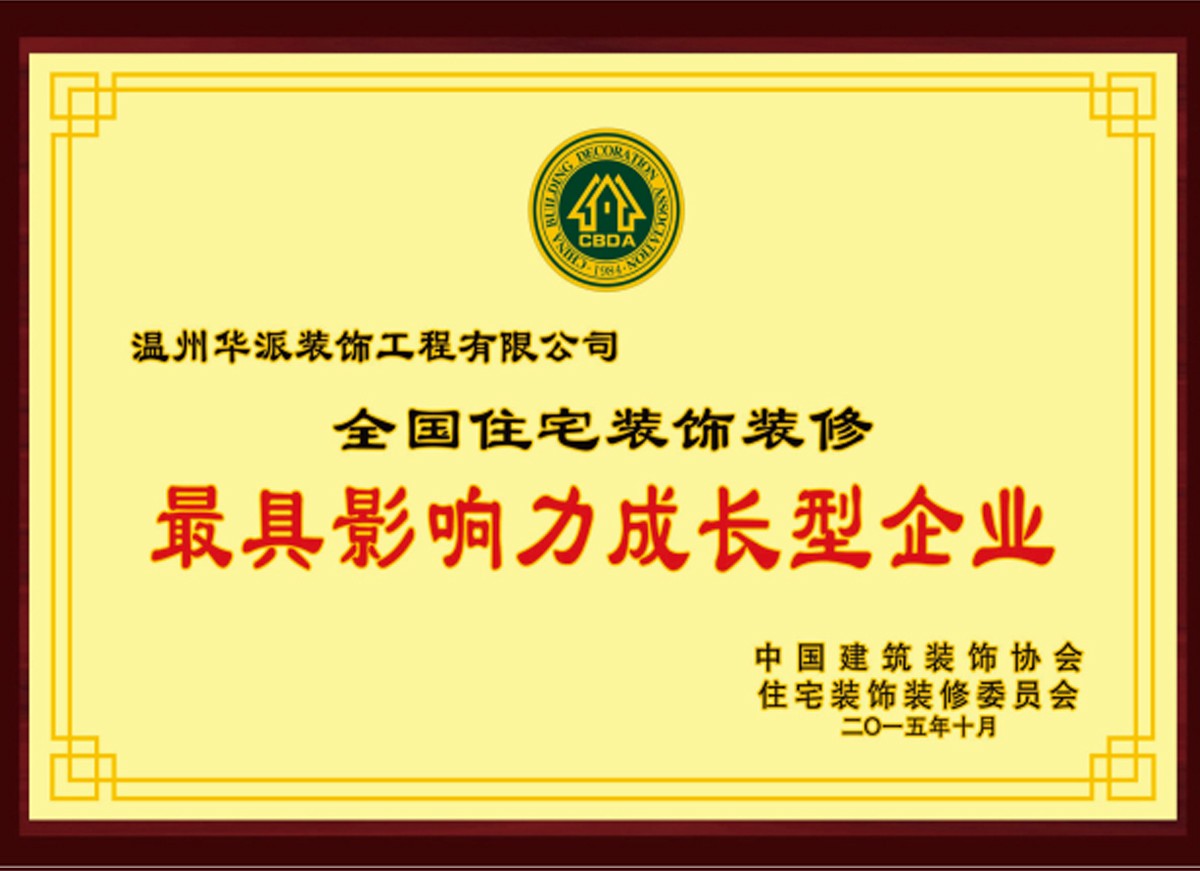 CHINA BUILDING DECORATION ASSOCIATION
CBDA
·1984·
温州华派装饰工程有限公司
全国住宅装饰装修
最具影响力成长型企业
中国建筑装饰协会
住宅装饰装修委员会
二〇一五年十月